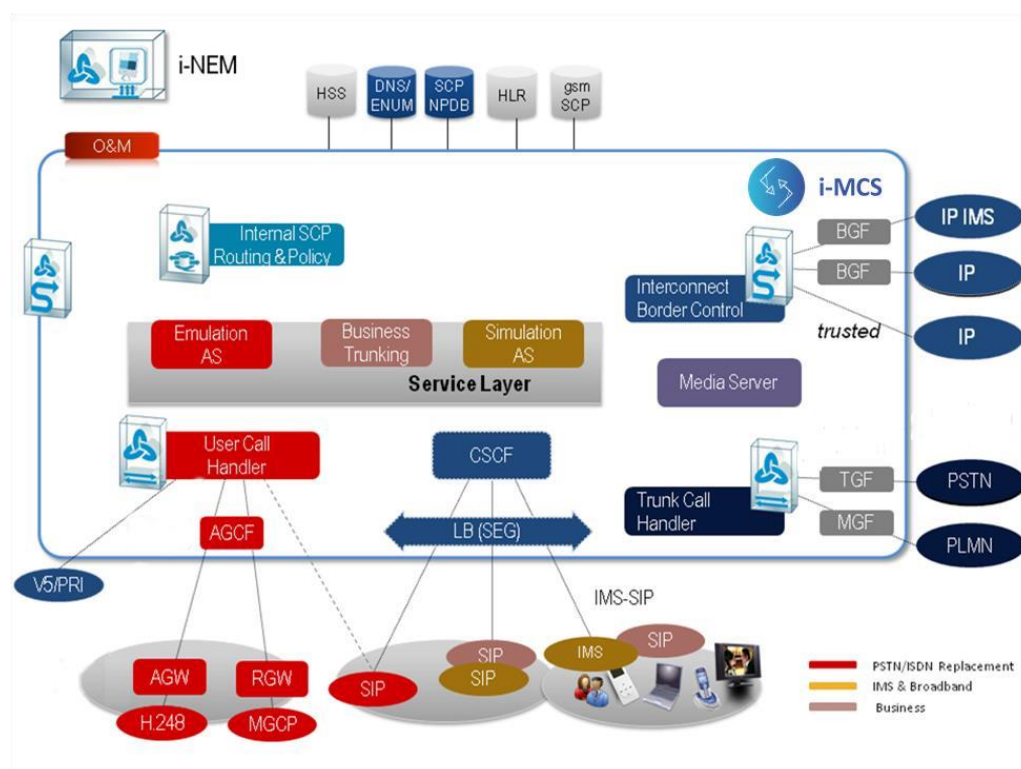 i-NEM
HSS
DNS/
ENUM
SCP
NPDB
HLR
gsm
SCP
O&M
i-MCS
Internal SCP
Routing & Policy
BGF
IP IMS
BGF
IP
Interconnect
Border Control
trusted
IP
Emulation
AS
Business
Trunking
Simulation
AS
Service Layer
Media Server
User Call
Handler
CSCF
Trunk Call
Handler
TGF
PSTN
MGF
PLMN
AGCF
LB (SEG)
V5/PRI
IMS-SIP
AGW
RGW
SIP
SIP
SIP
IMS
SIP
H.248
MGCP
PSTN/ISDN Replacement
IMS & Broadband
Business